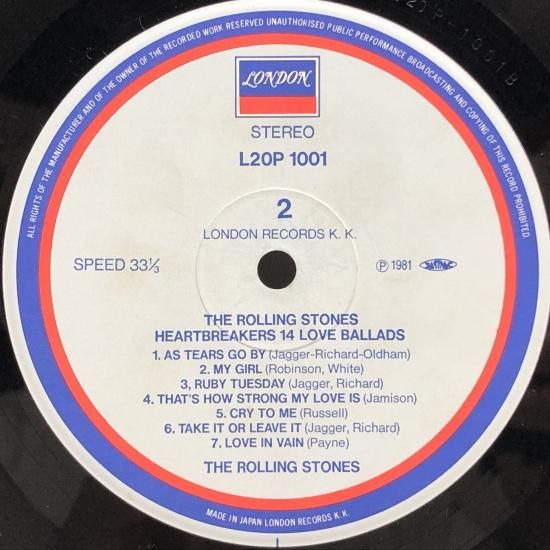 L20P-1001B
ALL RIGHTS OF THE MANUFACTURER AND OF THE OWNER OF THE RECORDED WORK RESERVED UNAUTHORISED PUBLIC PERFORMANCE BROADCASTING AND COPYING OF THIS RECORD PROHIBITED
LONDON
STEREO
L20P 1001
2
LONDON RECORDS K. K.
SPEED 33⅓
Ⓟ 1981 JASRAC
THE ROLLING STONES
HEARTBREAKERS 14 LOVE BALLADS
1. AS TEARS GO BY (Jagger-Richard-Oldham)
2. MY GIRL (Robinson, White)
3, RUBY TUESDAY (Jagger, Richard)
4. THAT'S HOW STRONG MY LOVE IS (Jamison)
5. CRY TO ME (Russell)
6. TAKE IT OR LEAVE IT (Jagger, Richard)
7. LOVE IN VAIN (Payne)
THE ROLLING STONES
MADE IN JAPAN LONDON RECORDS K. K.